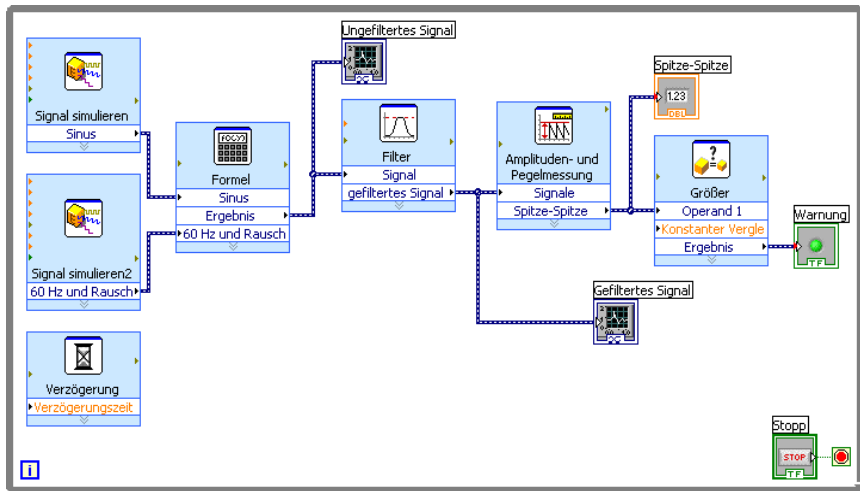 Ungefiltertes Signal
Signal simulieren
Sinus
FOC/U)
Formel
Sinus
Ergebnis
60 Hz und Rausch
Signal simulieren2
60 Hz und Rausch
Verzögerung
Verzögerungszeit
Filter
Signal
gefiltertes Signal
Amplituden- und
Pegelmessung
Signale
Spitze-Spitze
Spitze-Spitze
1.23
DBL
?
=
Größer
Operand 1
Konstanter Vergle
Ergebnis
Warnung
TF
Gefiltertes Signal
Stopp
STOP
TF
i